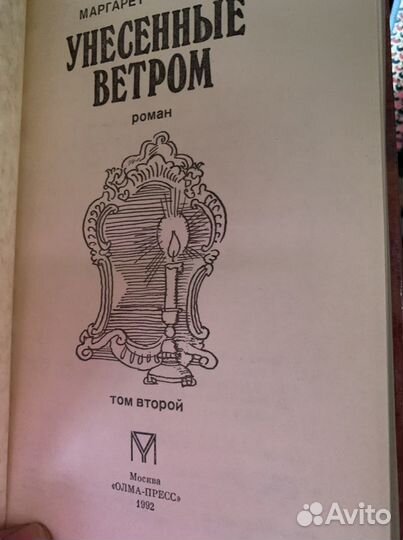 МАРГАРЕТ
УНЕСЕННЫЕ
ВЕТРОМ
роман
том второй
Москва
«ОЛМА-ПРЕСС»
1992
Avito